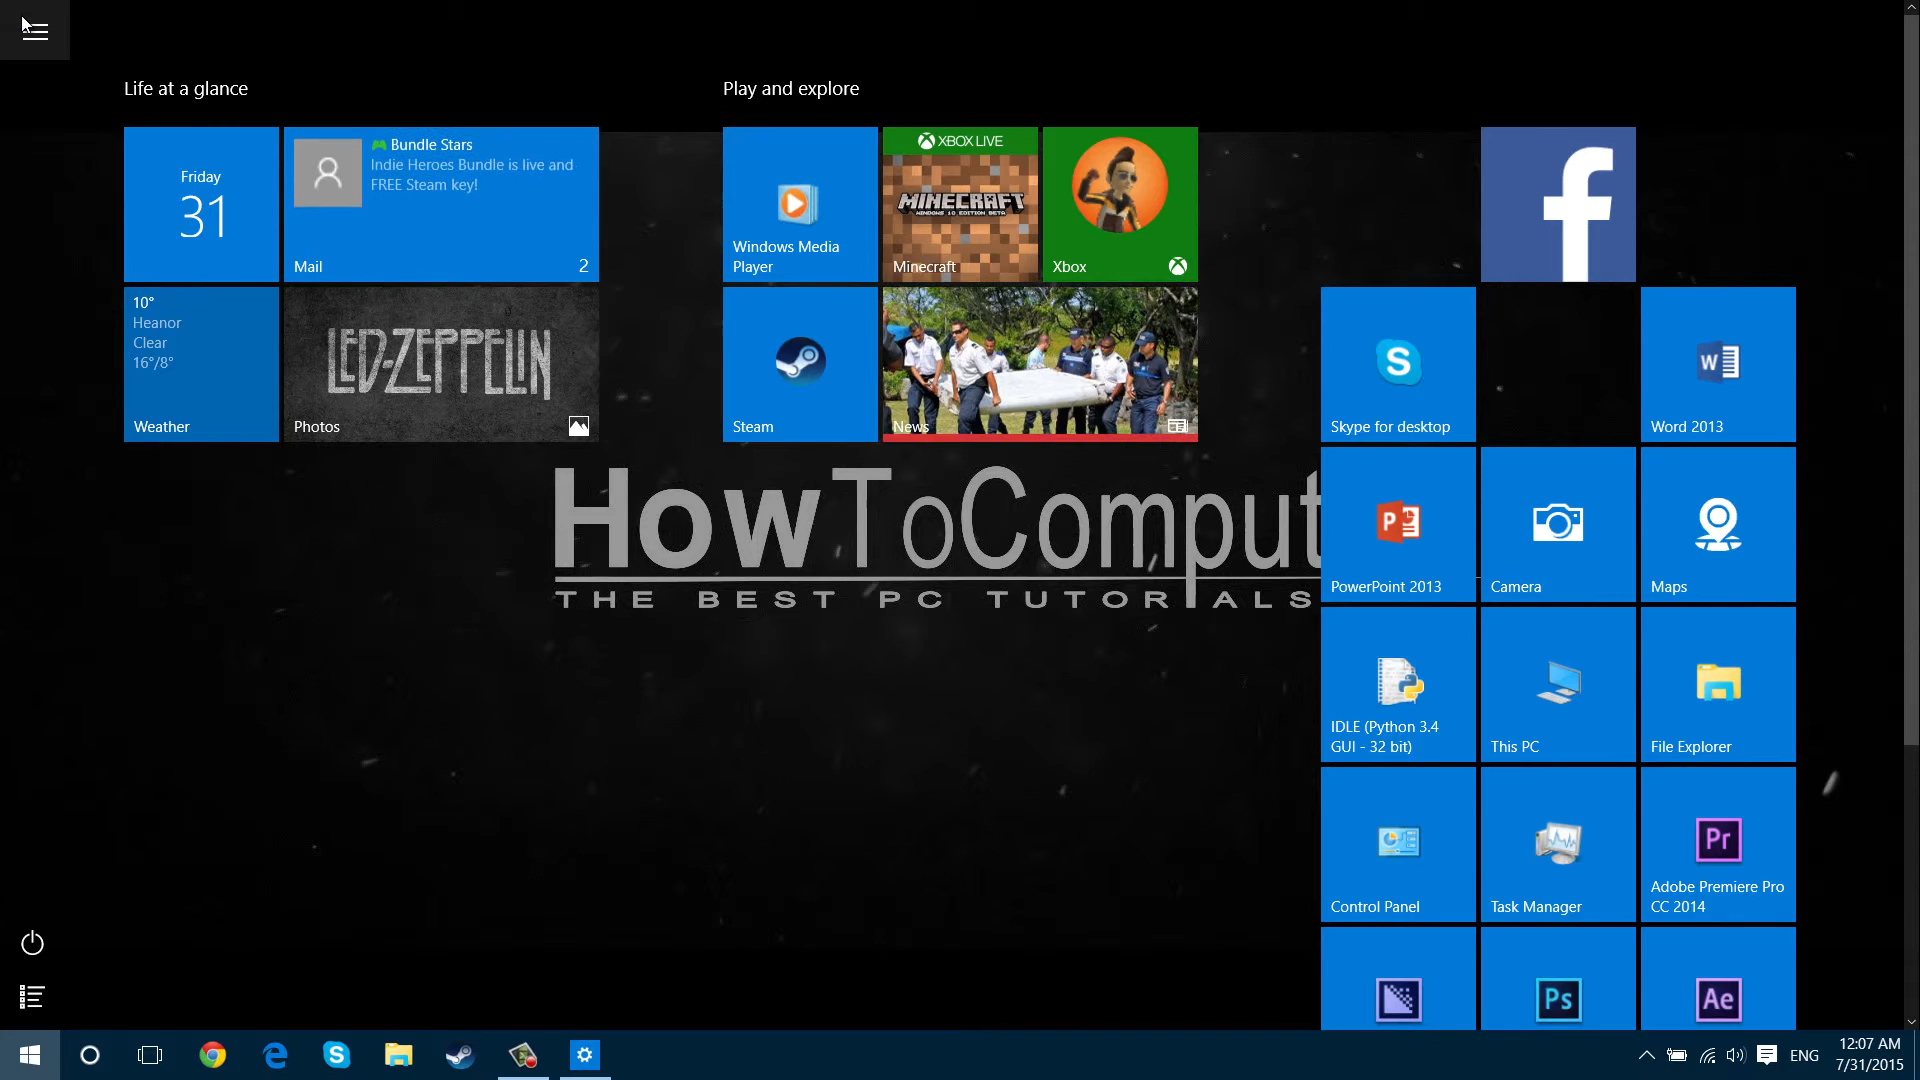 Life at a glance
Play and explore
Friday
31
Bundle Stars
Indie Heroes Bundle is live and
FREE Steam key!
Mail
2
10°
Heanor
Clear
16°/8°
Weather
LED-ZEPPELIN
Photos
Windows Media
Player
XBOX LIVE
MINECRAFT
WINDOWS 10 EDITION BETA
Minecraft
Xbox
Steam
News
f
S
Skype for desktop
W
Word 2013
HowToComput
THE BEST PC TUTORIALS
P
PowerPoint 2013
Camera
Maps
IDLE (Python 3.4
GUI - 32 bit)
This PC
File Explorer
Control Panel
Task Manager
Pr
Adobe Premiere Pro
CC 2014
Ps
Ae
ENG
12:07 AM
7/31/2015